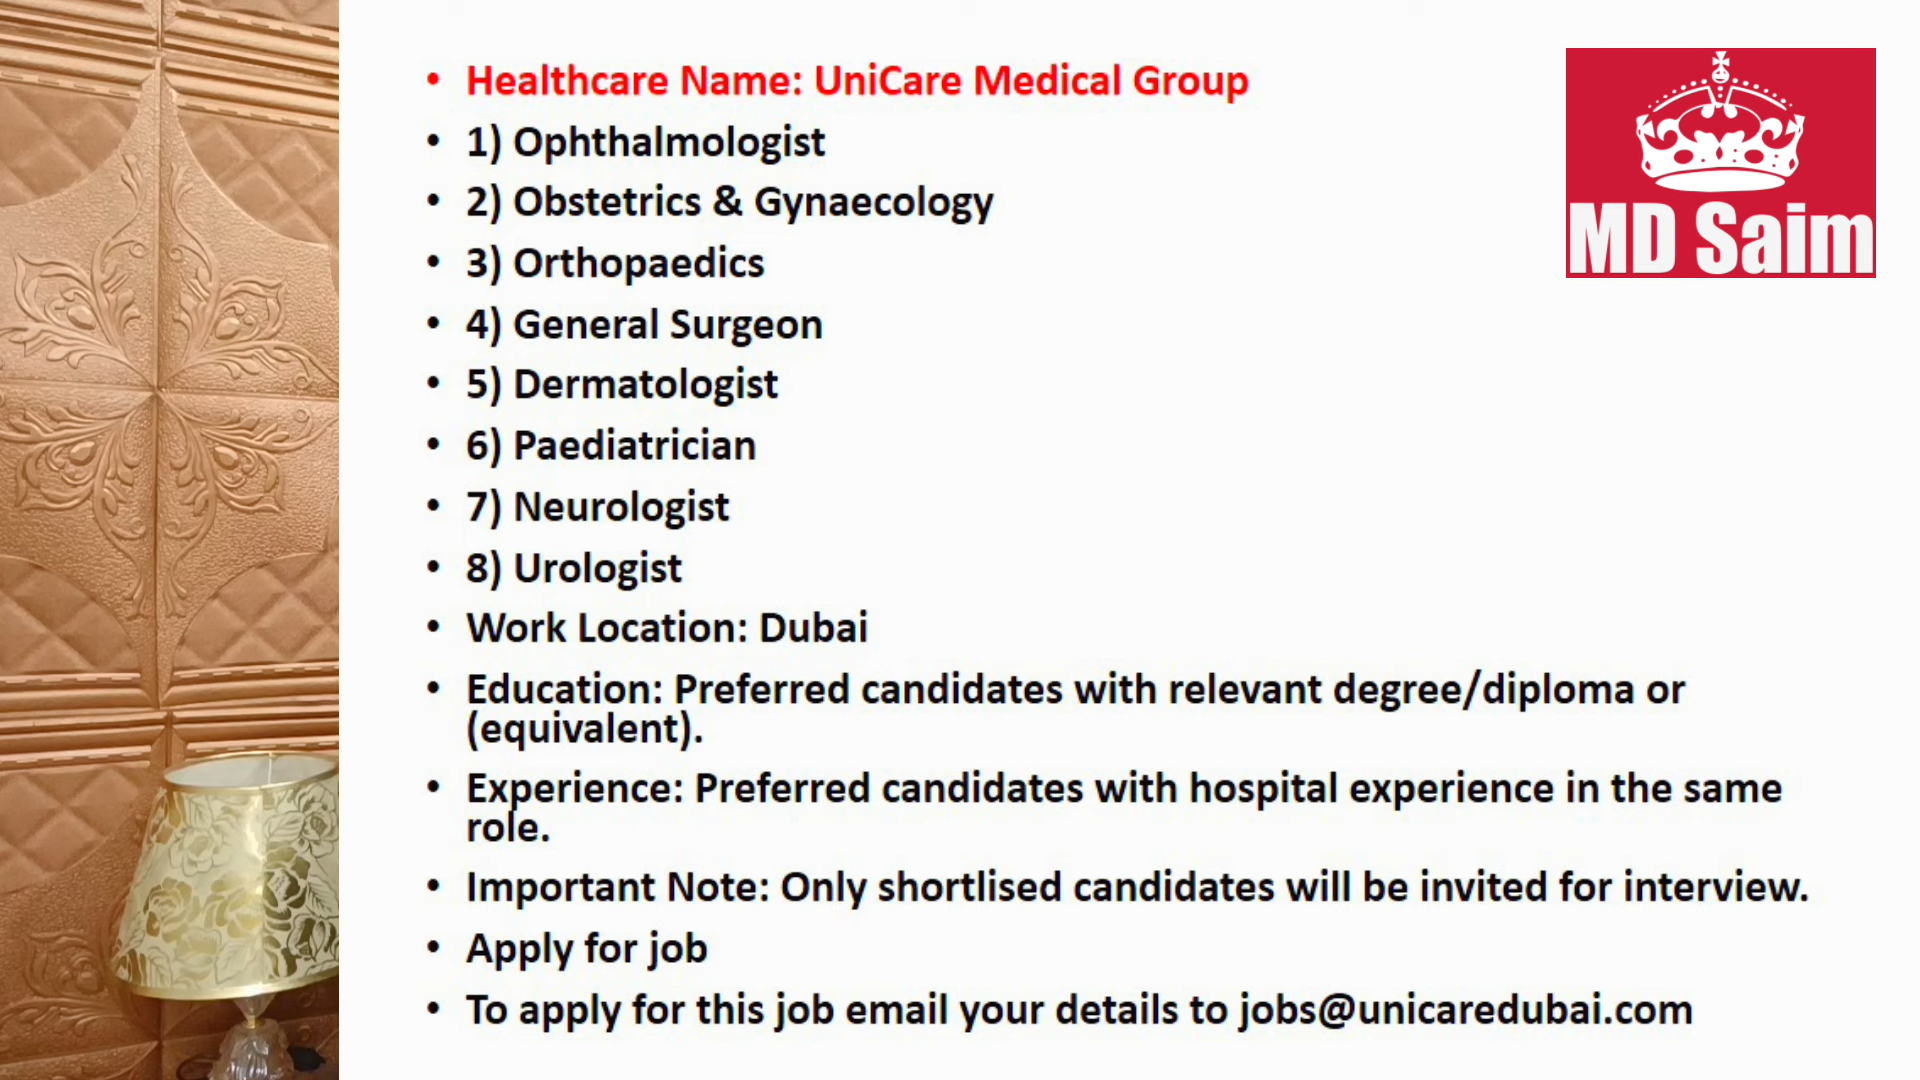 • Healthcare Name: UniCare Medical Group
• 1) Ophthalmologist
• 2) Obstetrics & Gynaecology
• 3) Orthopaedics
• 4) General Surgeon
• 5) Dermatologist
• 6) Paediatrician
• 7) Neurologist
• 8) Urologist
• Work Location: Dubai
• Education: Preferred candidates with relevant degree/diploma or
(equivalent).
• Experience: Preferred candidates with hospital experience in the same
role.
• Important Note: Only shortlised candidates will be invited for interview.
• Apply for job
• To apply for this job email your details to jobs@unicaredubai.com
MD Saim